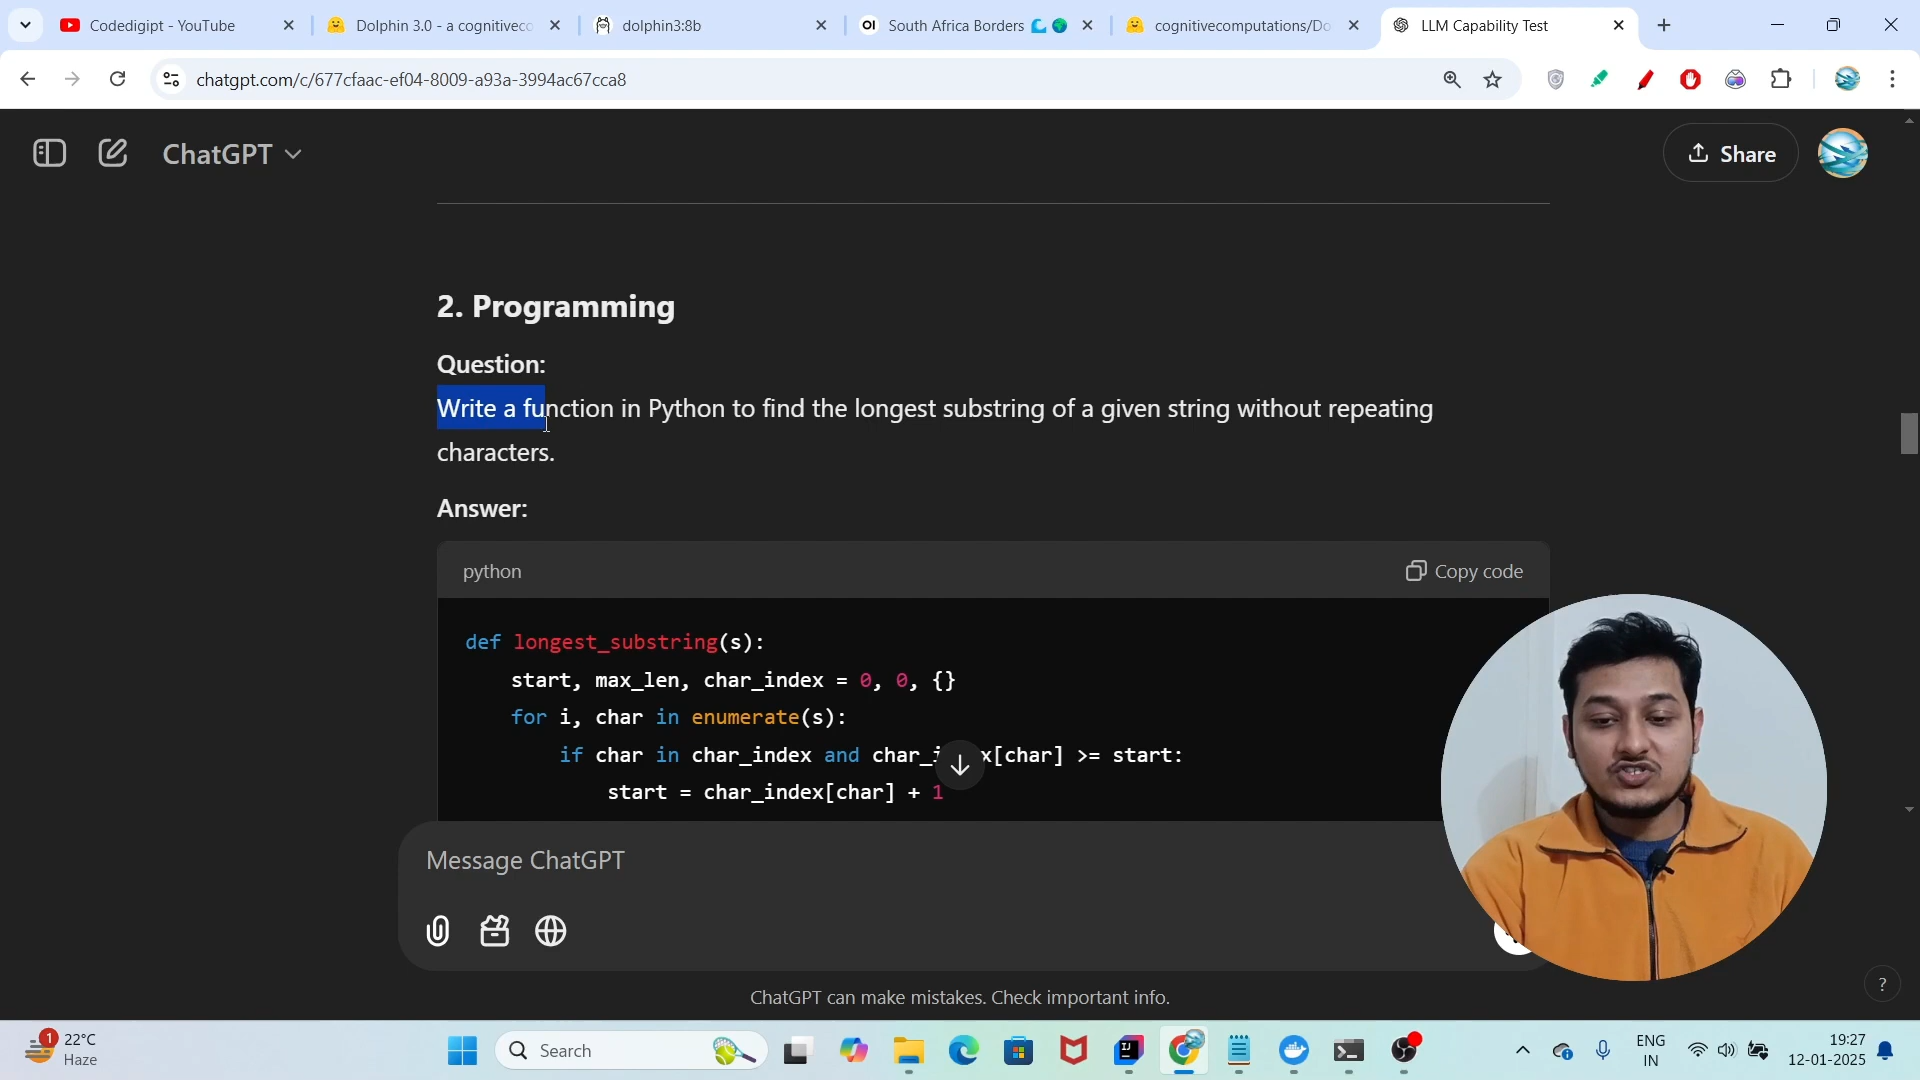 Codedigipt - YouTube
Dolphin 3.0 - a cognitivecc
dolphin3:8b
OI South Africa Borders
cognitivecomputations/Do
LLM Capability Test
chatgpt.com/c/677cfaac-ef04-8009-a93a-3994ac67cca8
ChatGPT
Share
2. Programming
Question:
Write a function in Python to find the longest substring of a given string without repeating
characters.
Answer:
python
Copy code
def longest_substring(s):
start, max_len, char_index = 0, 0, {}
for i, char in enumerate(s):
if char in char_index and char_i x[char] >= start:
start = char_index[char] + 1
Message ChatGPT
ChatGPT can make mistakes. Check important info.
?
1
22°C
Haze
Search
ENG
IN
19:27
12-01-2025